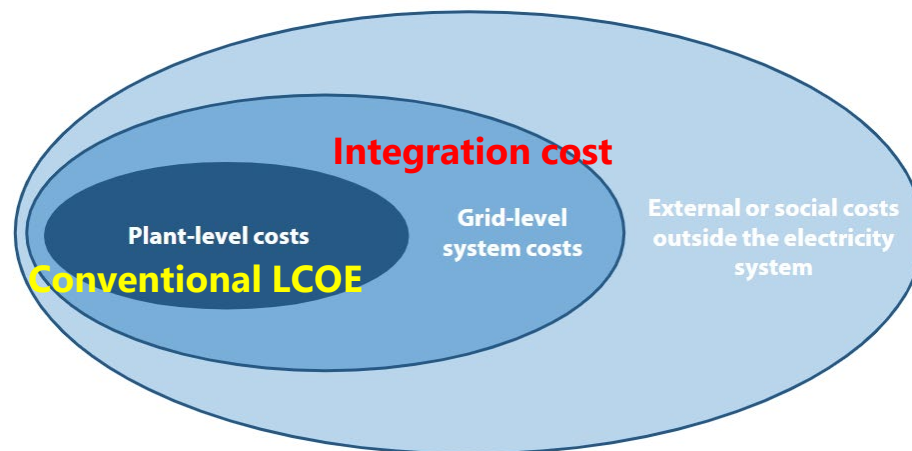 Integration cost
Plant-level costs
Conventional LCOE
Grid-level
system costs
External or social costs
outside the electricity
system